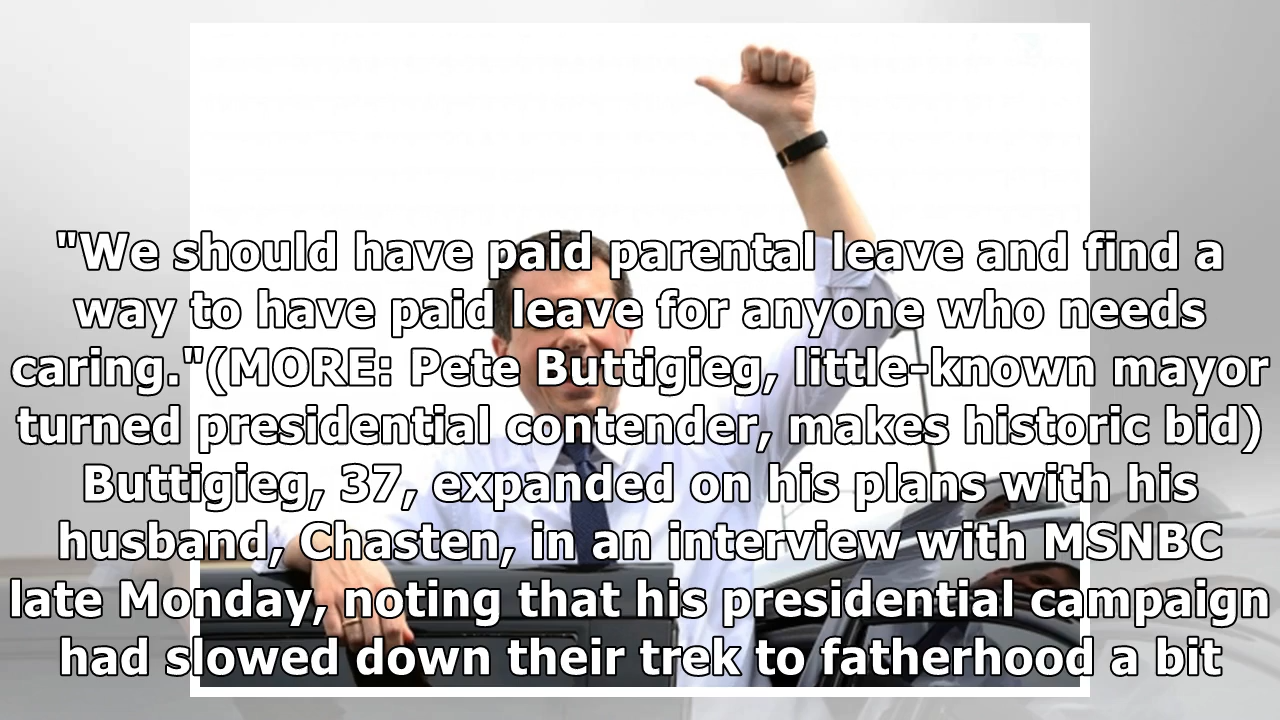 "We should have paid parental leave and find a
way to have paid leave for anyone who needs
caring."(MORE: Pete Buttigieg, little-known mayor
turned presidential contender, makes historic bid)
Buttigieg, 37, expanded on his plans with his
husband, Chasten, in an interview with MSNBC
late Monday, noting that his presidential campaign
had slowed down their trek to fatherhood a bit